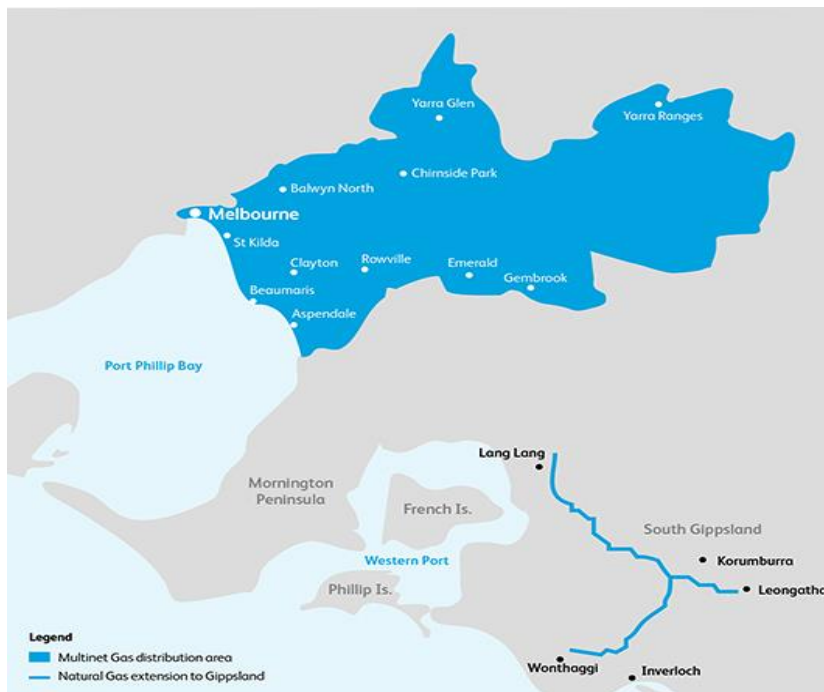 Yarra Glen
Yarra Ranges
Chirnside Park
Balwyn North
Melbourne
St Kilda
Clayton
Rowville
Emerald
Gembrook
Beaumaris
Aspendale
Port Phillip Bay
Lang Lang
Mornington
Peninsula
French Is.
South Gippsland
Western Port
Korumburra
Phillip Is.
Leongatha
Legend
Multinet Gas distribution area
Wonthaggi
Inverloch
Natural Gas extension to Gippsland